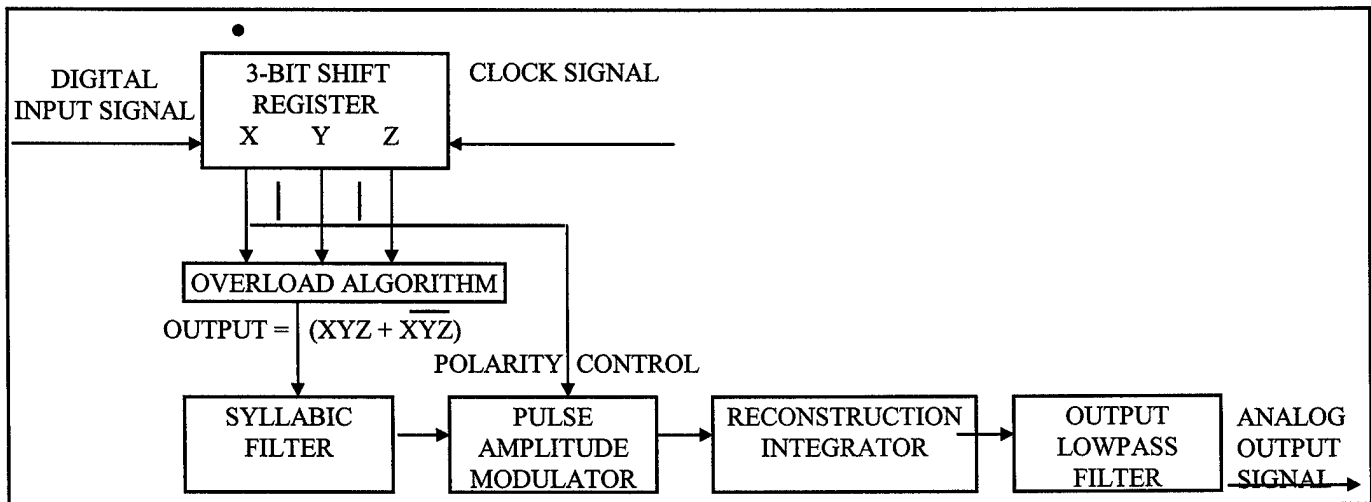 3-BIT SHIFT
REGISTER
X Y Z
DIGITAL
INPUT SIGNAL
CLOCK SIGNAL
OVERLOAD ALGORITHM
OUTPUT = (XYZ + X̅Y̅Z̅)
POLARITY CONTROL
SYLLABIC
FILTER
PULSE
AMPLITUDE
MODULATOR
RECONSTRUCTION
INTEGRATOR
OUTPUT
LOWPASS
FILTER
ANALOG
OUTPUT
SIGNAL